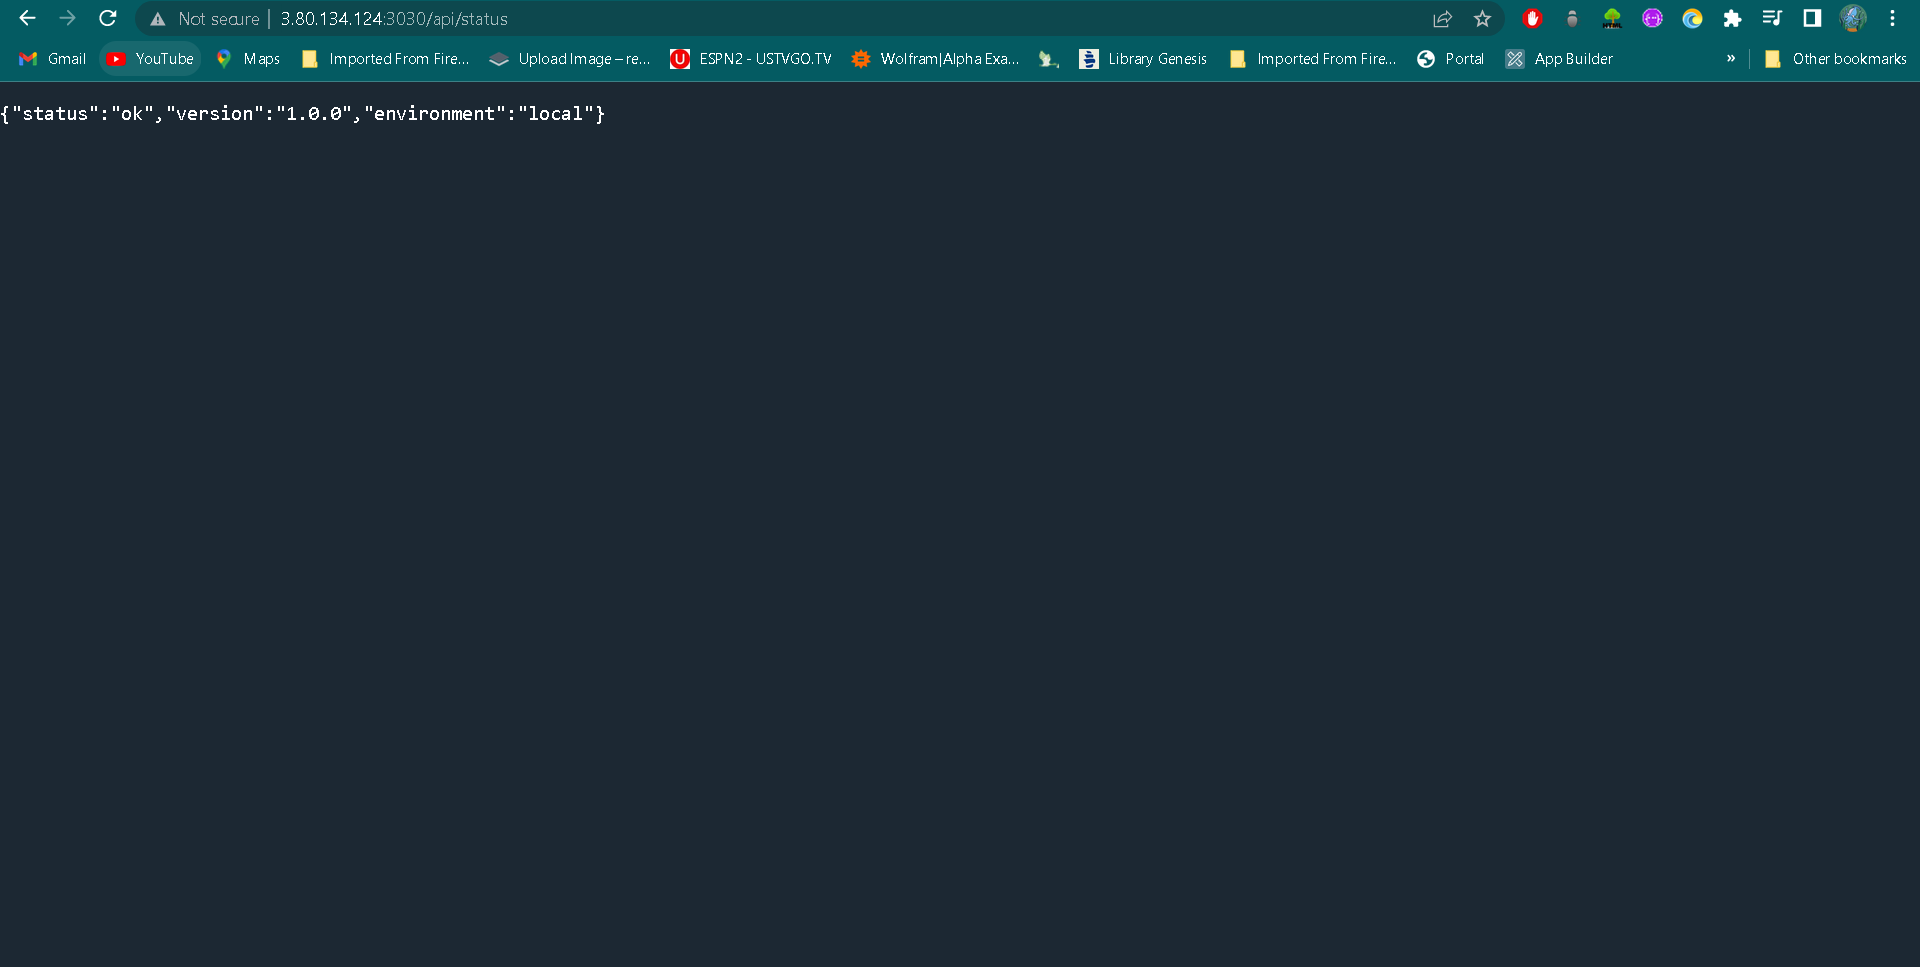 Not secure | 3.80.134.124:3030/api/status
Gmail YouTube Maps Imported From Fire... Upload Image – re... ESPN2 - USTVGO.TV Wolfram|Alpha Exa... Library Genesis Imported From Fire... Portal App Builder » Other bookmarks
{"status":"ok","version":"1.0.0","environment":"local"}